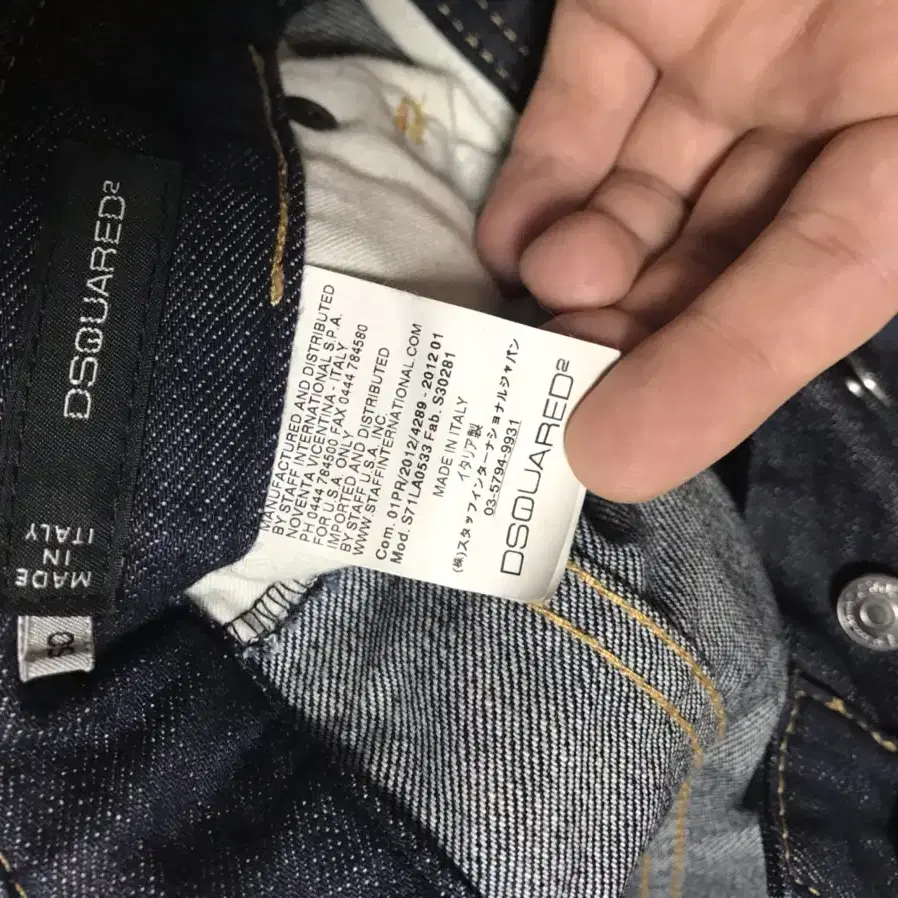 DSQUARED2
MADE
IN
ITALY
50
MANUFACTURED AND DISTRIBUTED
BY STAFF INTERNATIONAL S.P.A.
NOVENTA VICENTINA - ITALY
PH 0444 784500 FAX 0444 784580
FOR U.S.A. ONLY
IMPORTED AND DISTRIBUTED
BY STAFF U.S.A. INC.
WWW.STAFFINTERNATIONAL.COM
Com. 01PR/2012/4289 - 2012 01
Mod. S71LA0533 Fab. S30281
MADE IN ITALY
イタリア製
(株)スタッフインターナショナルジャパン
03-5794-9931
DSQUARED2